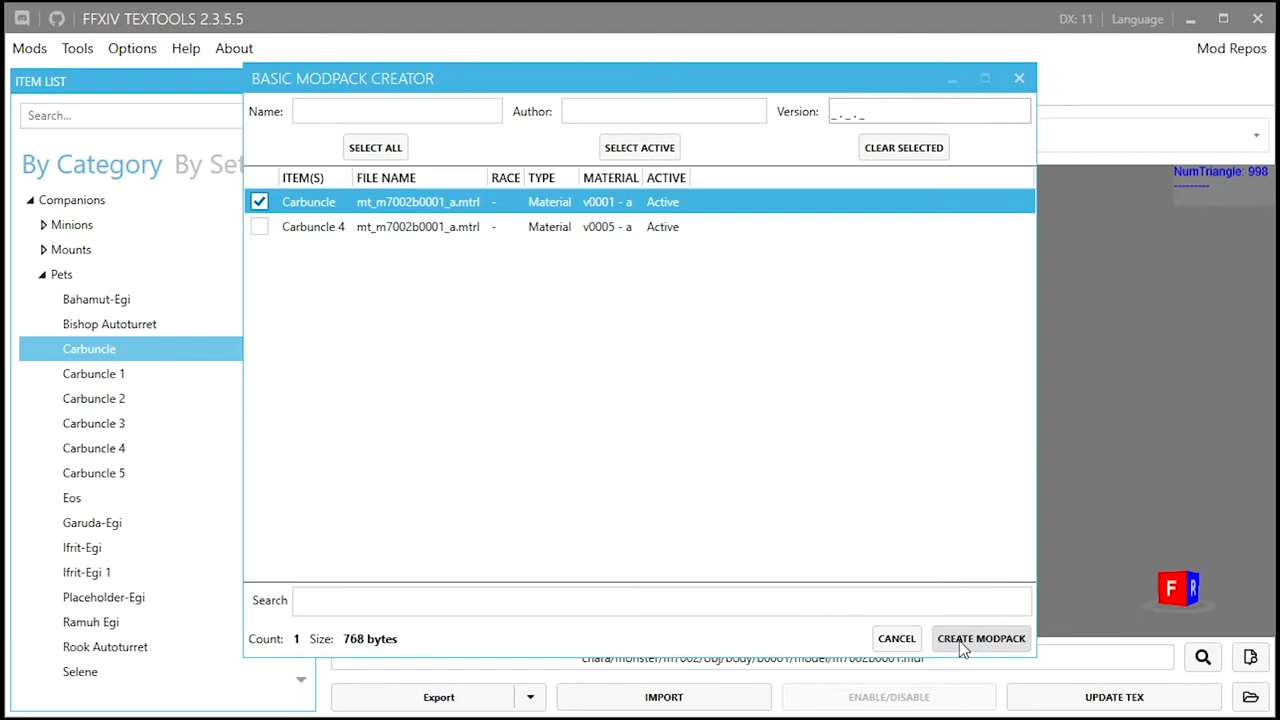 FFXIV TEXTOOLS 2.3.5.5
DX: 11 | Language
Mods Tools Options Help About
Mod Repos
ITEM LIST
Search...
By Category By Set
Companions
Minions
Mounts
Pets
Bahamut-Egi
Bishop Autoturret
Carbuncle
Carbuncle 1
Carbuncle 2
Carbuncle 3
Carbuncle 4
Carbuncle 5
Eos
Garuda-Egi
Ifrit-Egi
Ifrit-Egi 1
Placeholder-Egi
Ramuh Egi
Rook Autoturret
Selene
BASIC MODPACK CREATOR
Name: Author: Version: _._._
SELECT ALL SELECT ACTIVE CLEAR SELECTED
ITEM(S) FILE NAME RACE TYPE MATERIAL ACTIVE
Carbuncle mt_m7002b0001_a.mtrl - Material v0001 - a Active
Carbuncle 4 mt_m7002b0001_a.mtrl - Material v0005 - a Active
Search
Count: 1 Size: 768 bytes
CANCEL CREATE MODPACK
NumTriangle: 998
---------
F R
Export IMPORT ENABLE/DISABLE UPDATE TEX